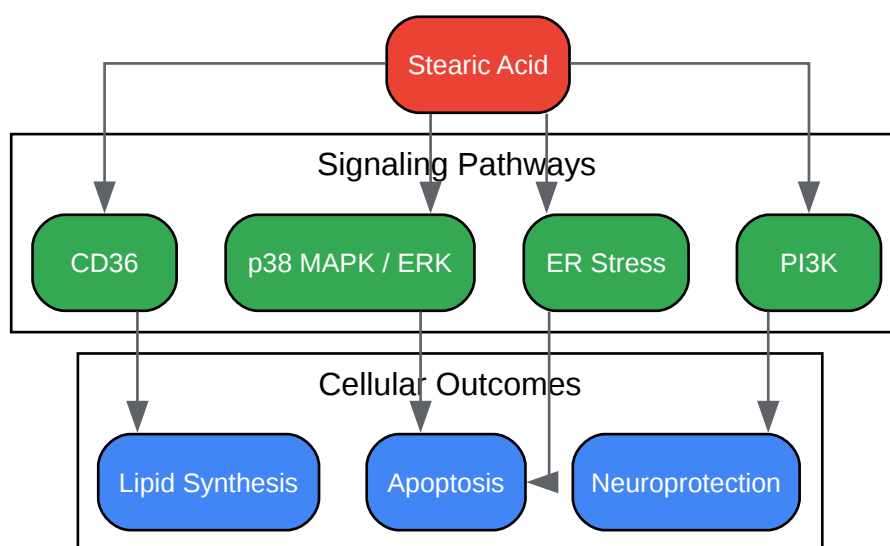 Stearic Acid
Signaling Pathways
CD36
p38 MAPK / ERK
ER Stress
PI3K
Cellular Outcomes
Lipid Synthesis
Apoptosis
Neuroprotection